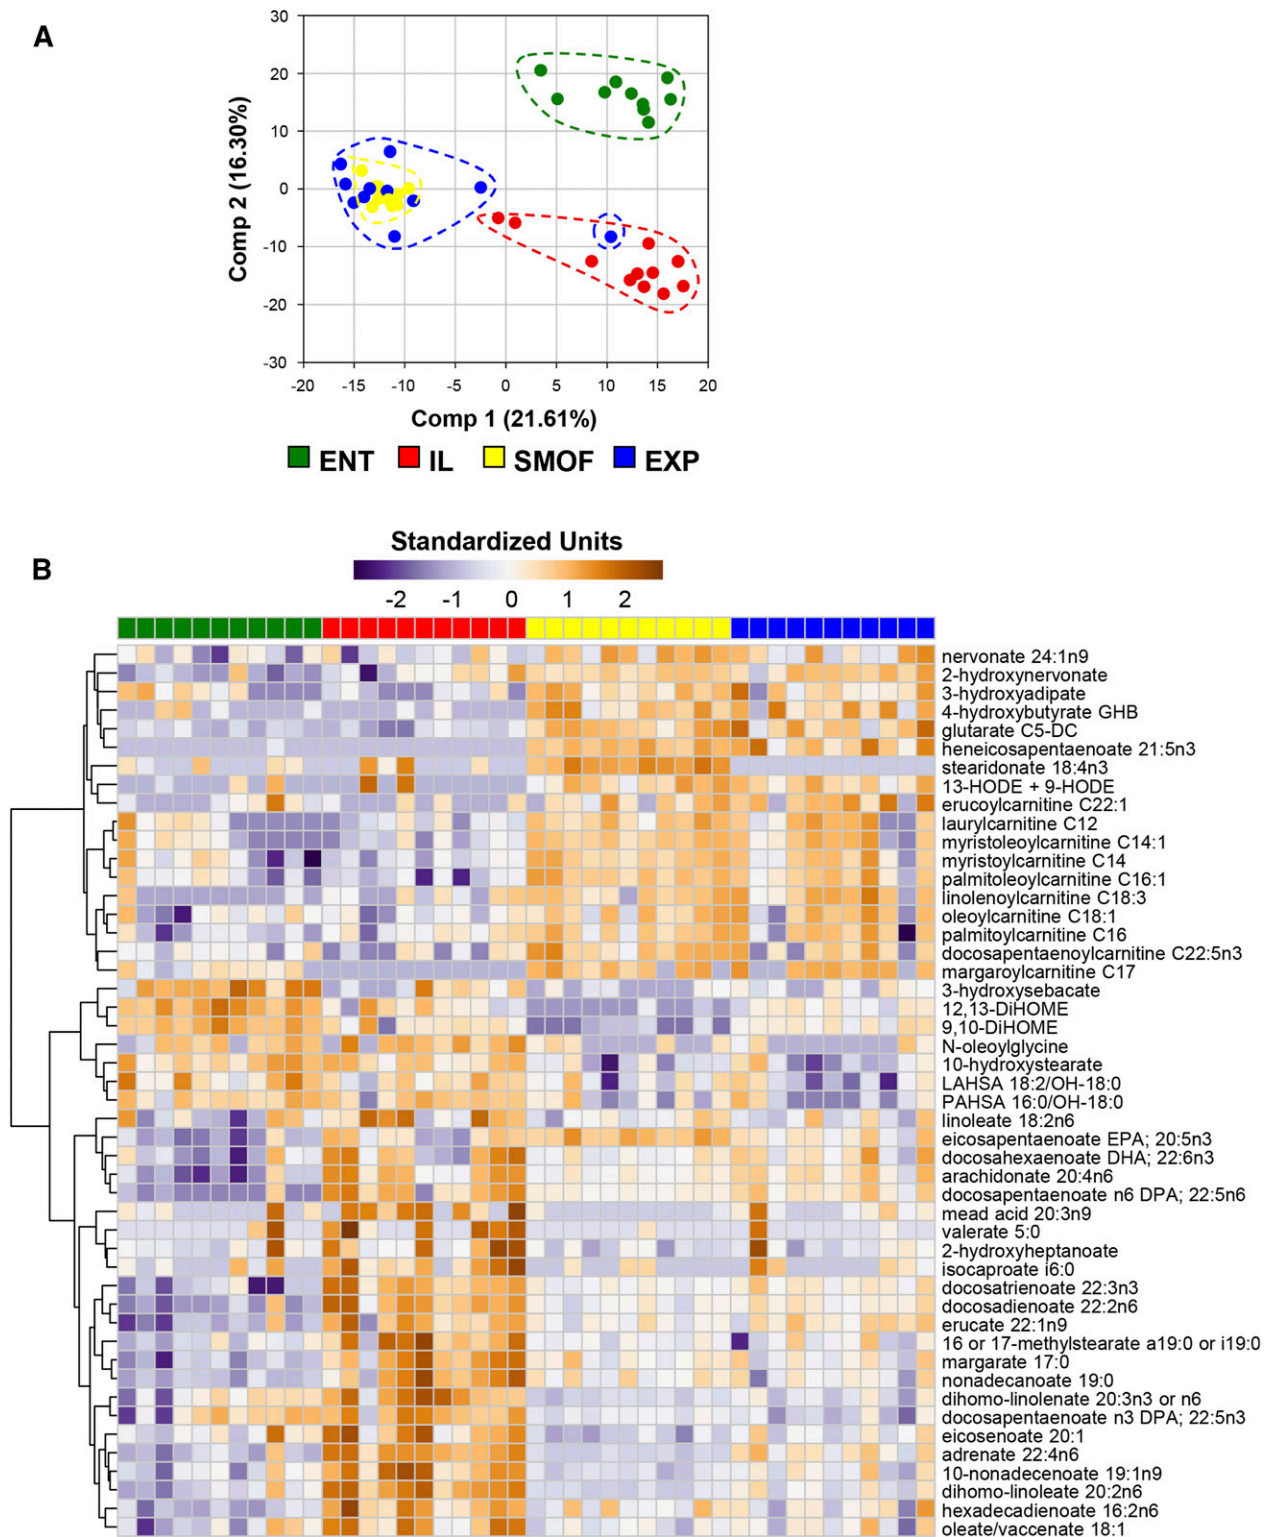 A
30
20
10
0
-10
-20
-30
Comp 2 (16.30%)
-20 -15 -10 -5 0 5 10 15 20
Comp 1 (21.61%)
ENT IL SMOF EXP
Standardized Units
B
-2 -1 0 1 2
nervonate 24:1n9
2-hydroxynervonate
3-hydroxyadipate
4-hydroxybutyrate GHB
glutarate C5-DC
heneicosapentaenoate 21:5n3
stearidonate 18:4n3
13-HODE + 9-HODE
erucoylcarnitine C22:1
laurylcarnitine C12
myristoleoylcarnitine C14:1
myristoylcarnitine C14
palmitoleoylcarnitine C16:1
linolenoylcarnitine C18:3
oleoylcarnitine C18:1
palmitoylcarnitine C16
docosapentaenoylcarnitine C22:5n3
margaroylcarnitine C17
3-hydroxysebacate
12,13-DiHOME
9,10-DiHOME
N-oleoylglycine
10-hydroxystearate
LAHSA 18:2/OH-18:0
PAHSA 16:0/OH-18:0
linoleate 18:2n6
eicosapentaenoate EPA; 20:5n3
docosahexaenoate DHA; 22:6n3
arachidonate 20:4n6
docosapentaenoate n6 DPA; 22:5n6
mead acid 20:3n9
valerate 5:0
2-hydroxyheptanoate
isocaproate i6:0
docosatrienoate 22:3n3
docosadienoate 22:2n6
erucate 22:1n9
16 or 17-methylstearate a19:0 or i19:0
margarate 17:0
nonadecanoate 19:0
dihomo-linolenate 20:3n3 or n6
docosapentaenoate n3 DPA; 22:5n3
eicosenoate 20:1
adrenate 22:4n6
10-nonadecenoate 19:1n9
dihomo-linoleate 20:2n6
hexadecadienoate 16:2n6
oleate/vaccenate 18:1